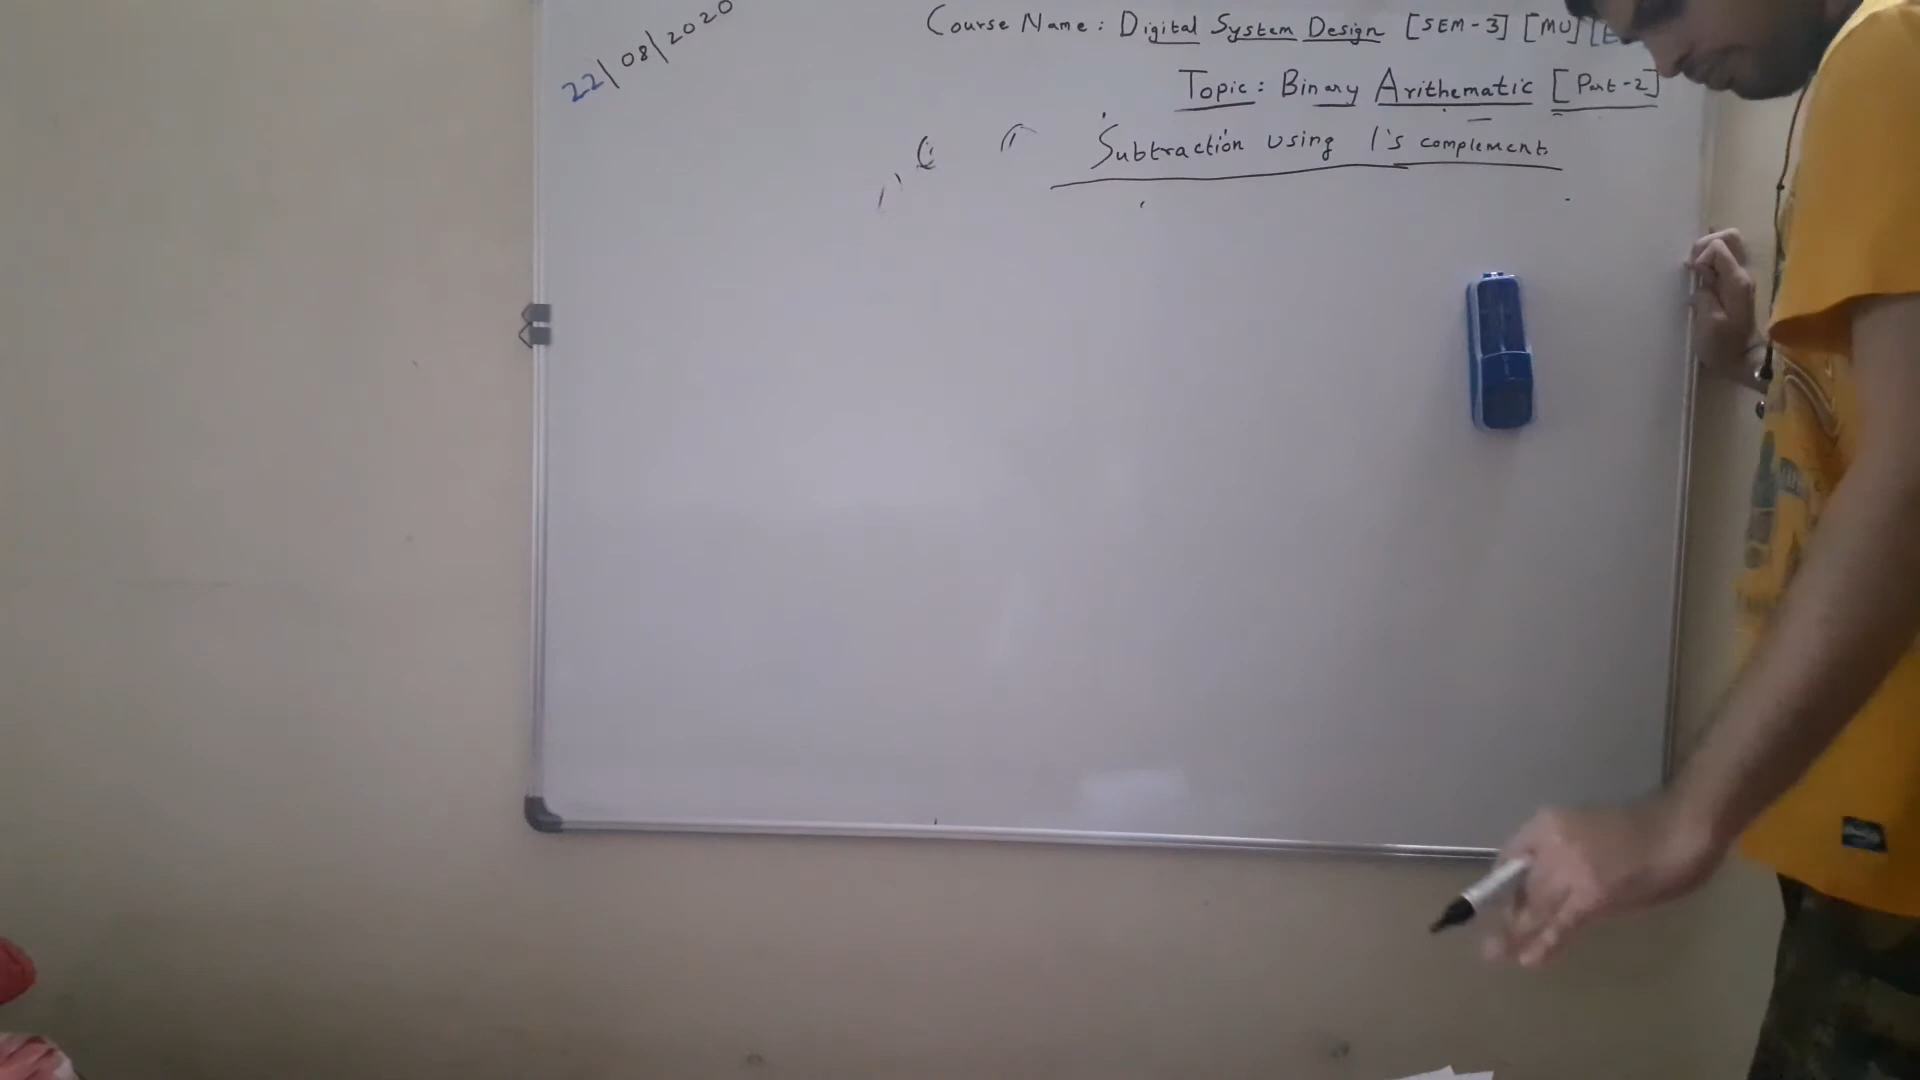 22/08/2020
Course Name: Digital System Design [SEM-3] [MU]
Topic: Binary Arithematic [Part-2]
Subtraction using 1's complement